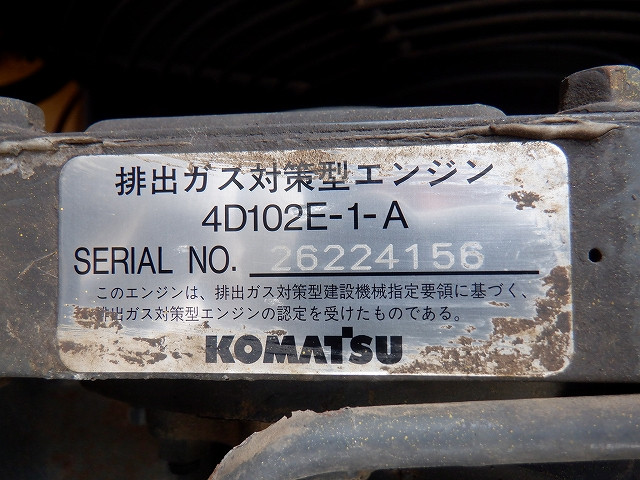 排出ガス対策型エンジン
4D102E-1-A
SERIAL NO. 26224156
このエンジンは、排出ガス対策型建設機械指定要領に基づく、
排出ガス対策型エンジンの認定を受けたものである。
KOMATSU